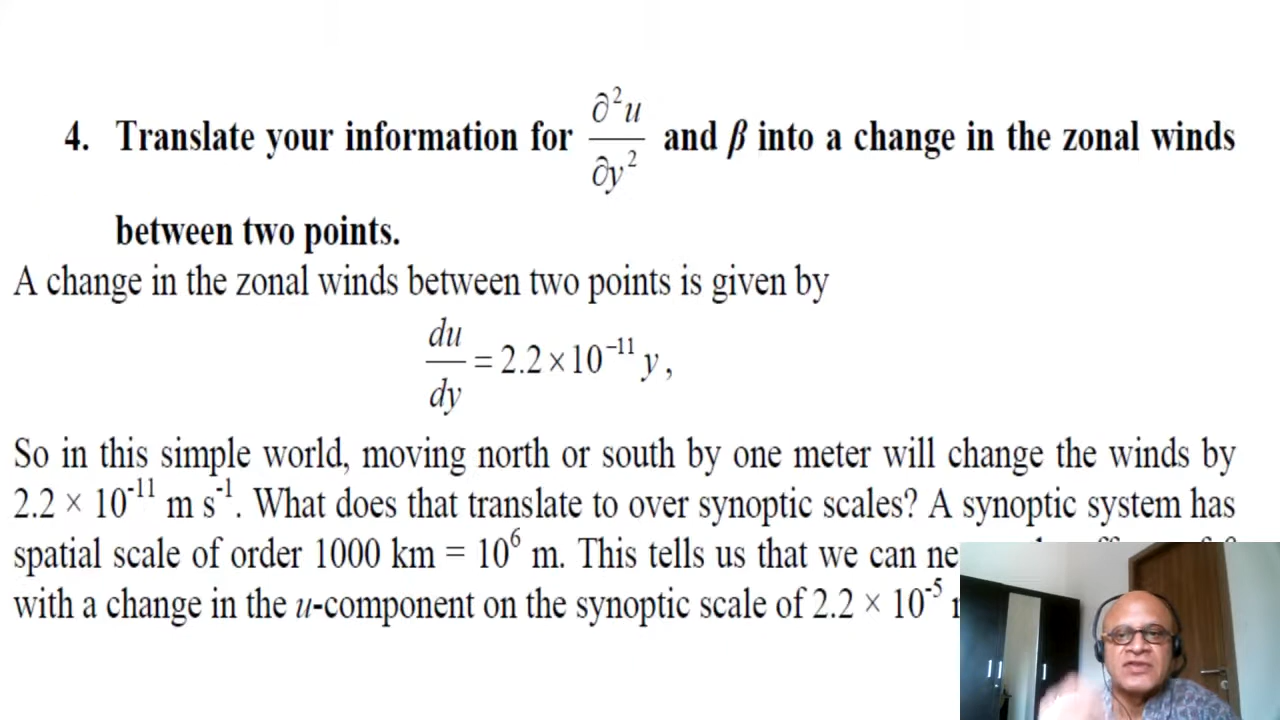 4. Translate your information for ∂²u/∂y² and β into a change in the zonal winds
between two points.
A change in the zonal winds between two points is given by
du/dy = 2.2 × 10⁻¹¹ y,
So in this simple world, moving north or south by one meter will change the winds by
2.2 × 10⁻¹¹ m s⁻¹. What does that translate to over synoptic scales? A synoptic system has
spatial scale of order 1000 km = 10⁶ m. This tells us that we can
with a change in the u-component on the synoptic scale of 2.2 × 10⁻⁵